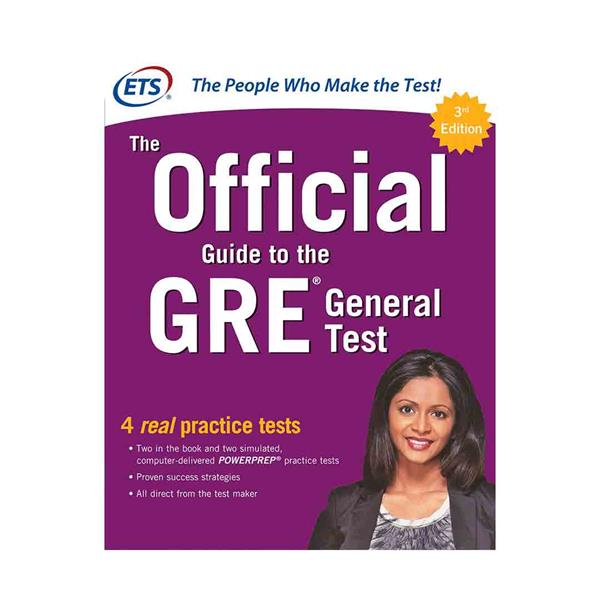 ETS®
The People Who Make the Test!
3rd
Edition
The
Official
Guide to the
GRE® General
Test
4 real practice tests
• Two in the book and two simulated,
computer-delivered POWERPREP® practice tests
• Proven success strategies
• All direct from the test maker